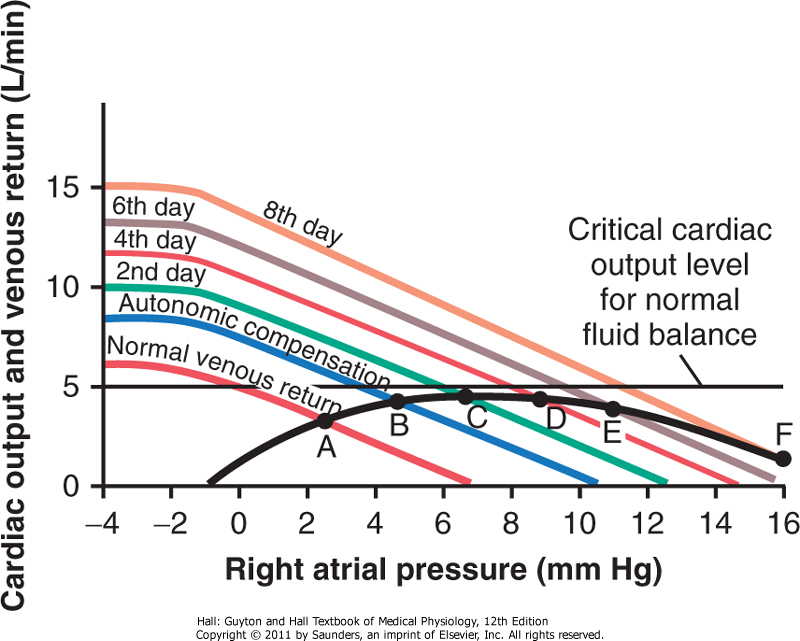 Cardiac output and venous return (L/min)
15
10
5
0
8th day
6th day
4th day
2nd day
Autonomic compensation
Normal venous return
Critical cardiac
output level
for normal
fluid balance
A
B
C
D
E
F
–4
–2
0
2
4
6
8
10
12
14
16
Right atrial pressure (mm Hg)
Hall: Guyton and Hall Textbook of Medical Physiology, 12th Edition
Copyright © 2011 by Saunders, an imprint of Elsevier, Inc. All rights reserved.